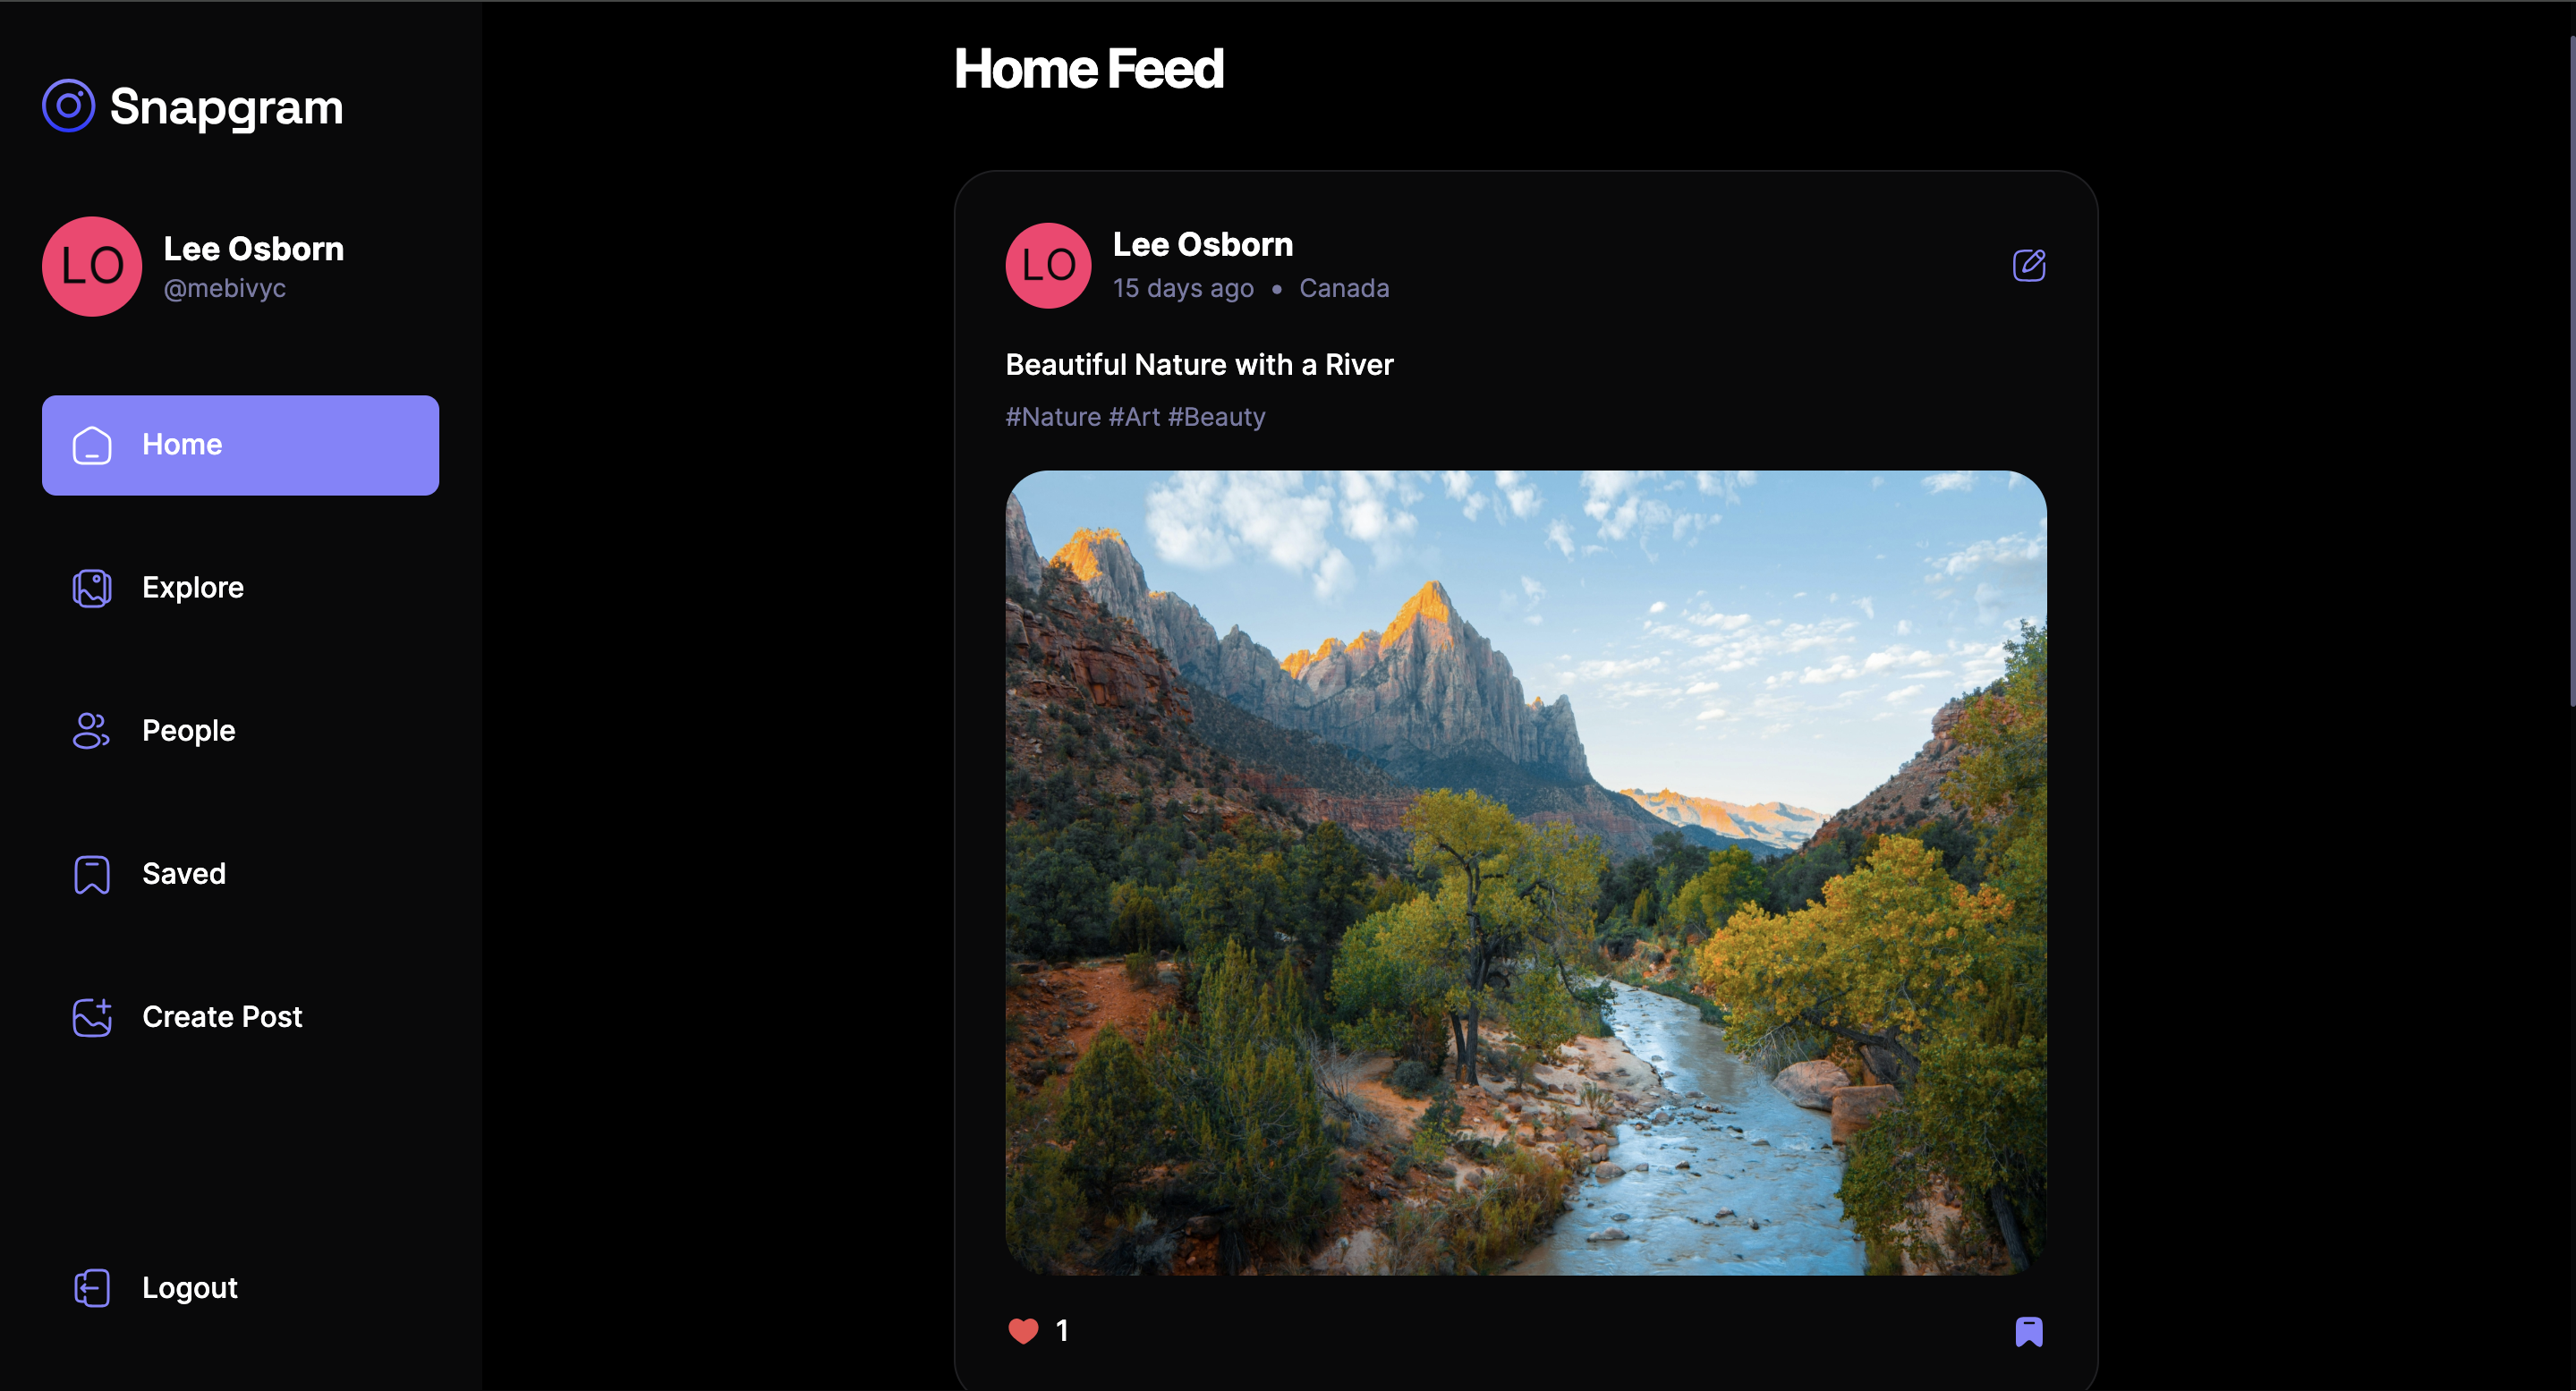 Snapgram
LO
Lee Osborn
@mebivyc
Home
Explore
People
Saved
Create Post
Logout
Home Feed
LO
Lee Osborn
15 days ago • Canada
Beautiful Nature with a River
#Nature #Art #Beauty
1